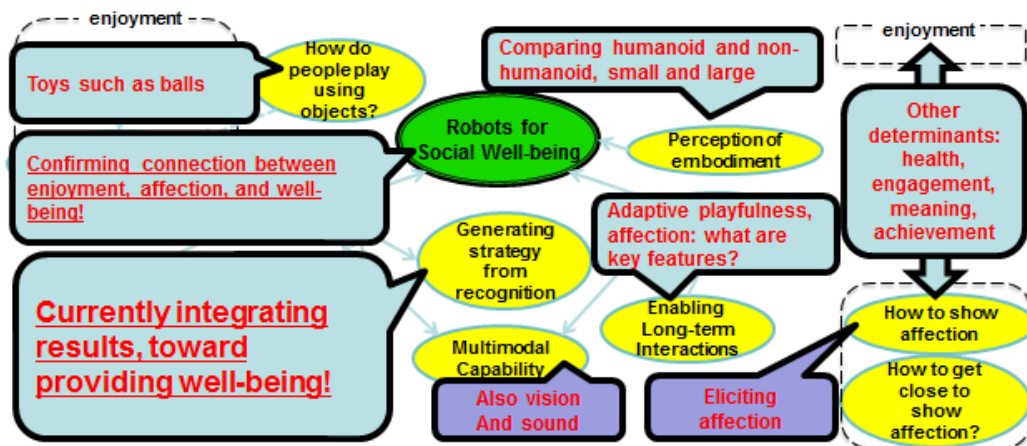 enjoyment
How do
people play
using
objects?
Toys such as balls
Comparing humanoid and non-
humanoid, small and large
enjoyment
Robots for
Social Well-being
Perception of
embodiment
Other
determinants:
health,
engagement,
meaning,
achievement
Confirming connection between
enjoyment, affection, and well-
being!
Adaptive playfulness,
affection: what are
key features?
Generating
strategy
from
recognition
Currently integrating
results, toward
providing well-being!
Enabling
Long-term
Interactions
How to show
affection
Multimodal
Capability
Also vision
And sound
Eliciting
affection
How to get
close to
show
affection?